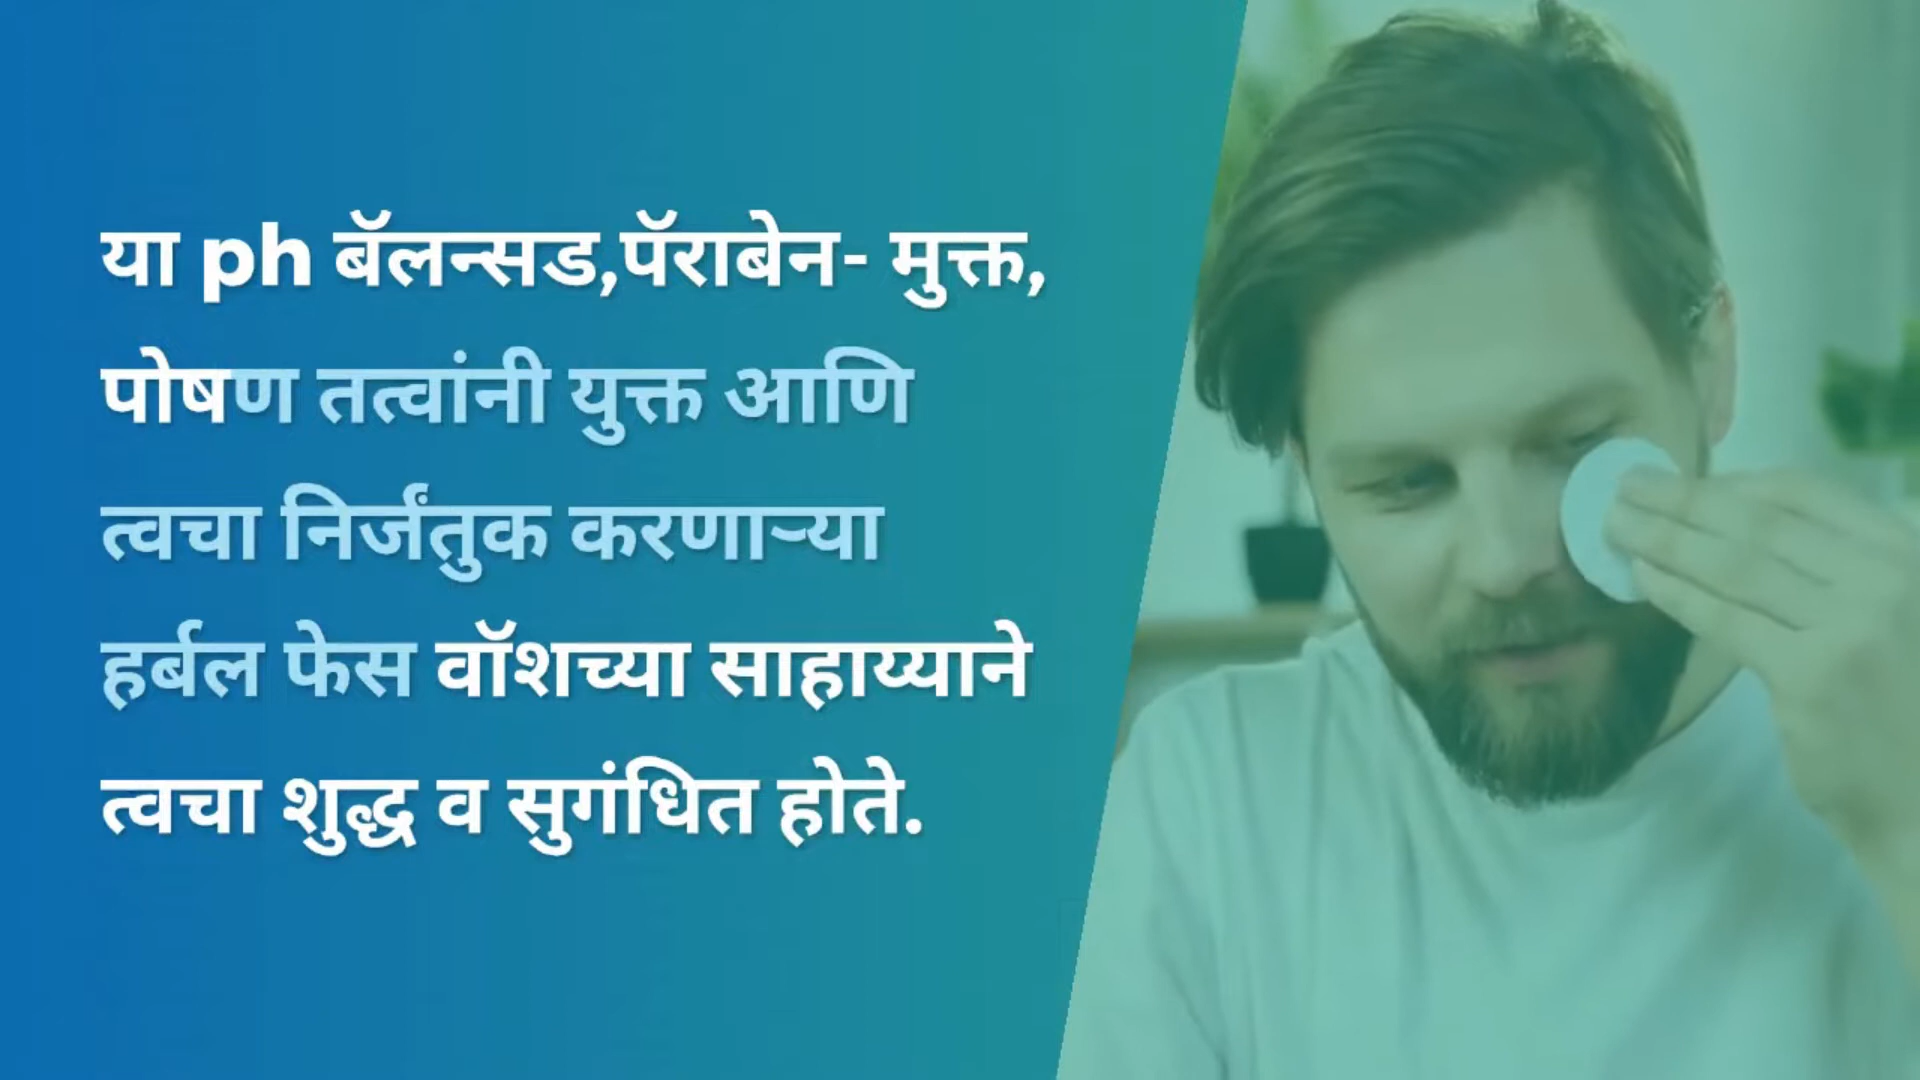 या ph बॅलन्सड,पॅराबेन- मुक्त,
पोषण तत्वांनी युक्त आणि
त्वचा निर्जंतुक करणाऱ्या
हर्बल फेस वॉशच्या साहाय्याने
त्वचा शुद्ध व सुगंधित होते.